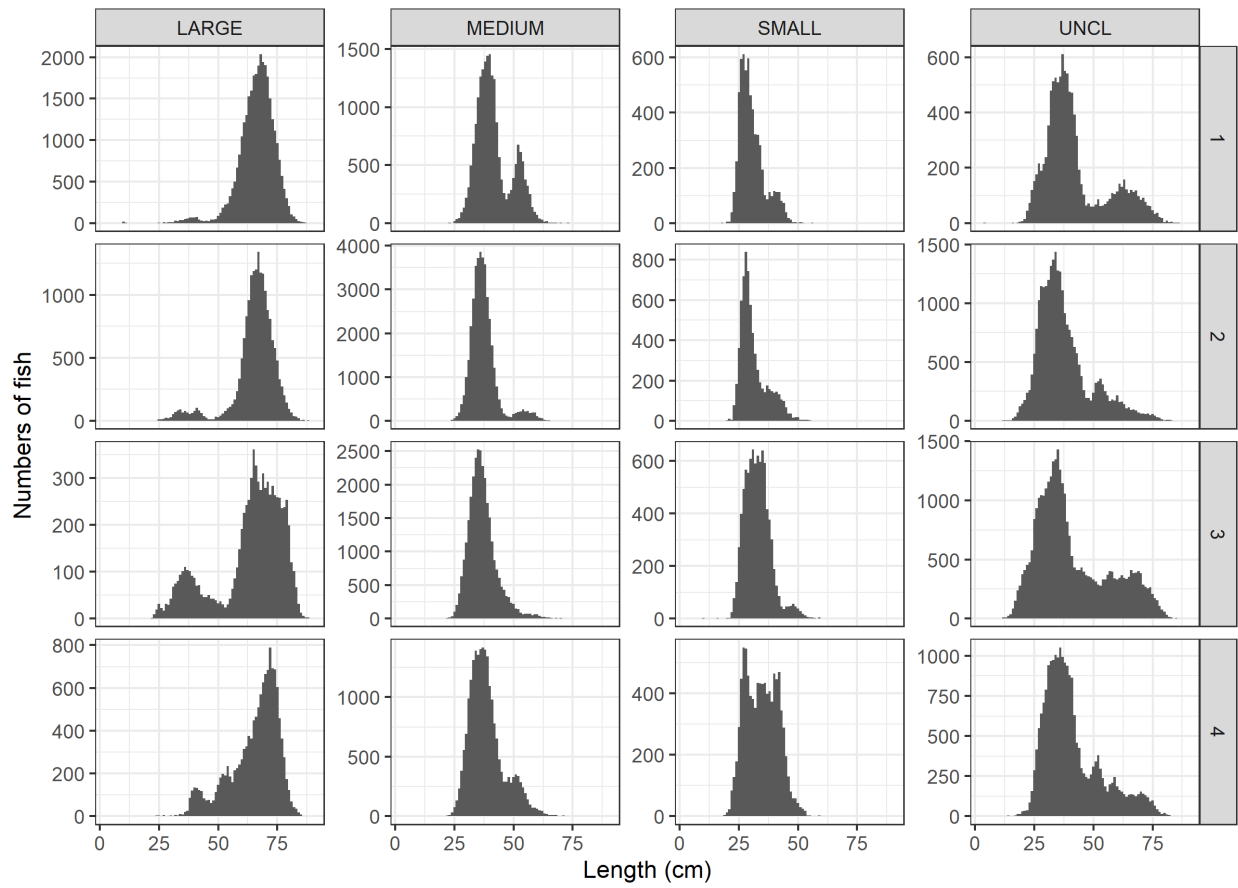 LARGE MEDIUM SMALL UNCL
Numbers of fish
2000 1500 600 600
1500
1000 400 400
1000
500 200 200
500
0 0 0 0
1
4000 800 1500
1000 3000 600 1000
2000 400
500 500
1000 200
0 0 0 0
2
300 2500 600 1500
2000
200 1500 400 1000
1000
100 200 500
500
0 0 0 0
3
800 1000
600 1000 400 750
400 500
500 200
200 250
0 0 0 0
4
0 25 50 75 0 25 50 75 0 25 50 75 0 25 50 75
Length (cm)